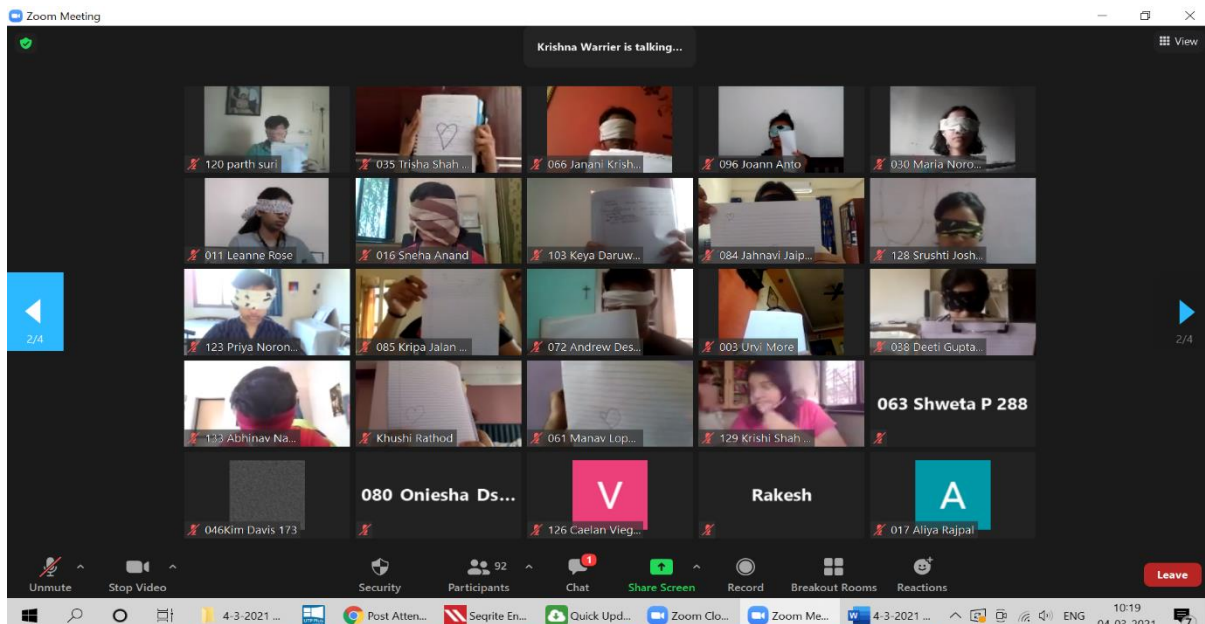 Zoom Meeting
Krishna Warrier is talking...
View
120 parth suri
035 Trisha Shah ...
066 Janani Krish...
096 Joann Anto
030 Maria Noro...
011 Leanne Rose
016 Sneha Anand
103 Keya Daruw...
084 Jahnavi Jaip...
128 Srushti Josh...
123 Priya Noron...
085 Kripa Jalan ...
072 Andrew Des...
003 Urvi More
038 Deeti Gupta...
2/4
2/4
133 Abhinav Na...
Khushi Rathod
061 Manav Lop...
129 Krishi Shah ...
063 Shweta P 288
046Kim Davis 173
080 Oniesha Ds...
V
126 Caelan Vieg...
Rakesh
A
017 Aliya Rajpal
Unmute
Stop Video
Security
92
Participants
1
Chat
Share Screen
Record
Breakout Rooms
Reactions
Leave
4-3-2021 ...
Post Atten...
Seqrite En...
Quick Upd...
Zoom Clo...
Zoom Me...
4-3-2021 ...
ENG
10:19
04-03-2021
7